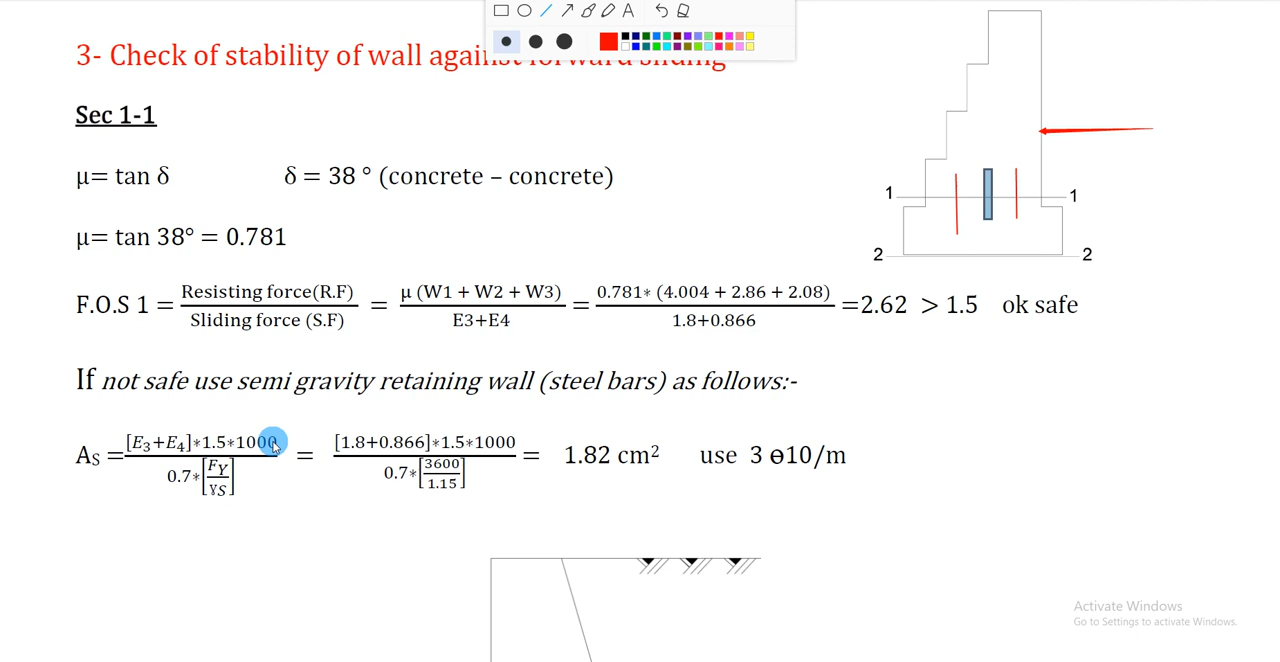 3- Check of stability of wall against forward sliding
Sec 1-1
μ= tan δ δ = 38 ° (concrete – concrete)
μ= tan 38° = 0.781
F.O.S 1 = Resisting force(R.F) / Sliding force (S.F) = μ (W1 + W2 + W3) / E3+E4 = 0.781* (4.004 + 2.86 + 2.08) / 1.8+0.866 =2.62 > 1.5 ok safe
If not safe use semi gravity retaining wall (steel bars) as follows:-
As = [E3+E4]*1.5*1000 / 0.7*[FY/γS] = [1.8+0.866]*1.5*1000 / 0.7*[3600/1.15] = 1.82 cm² use 3 ɵ10/m
A
1 1
2 2
Activate Windows
Go to Settings to activate Windows.